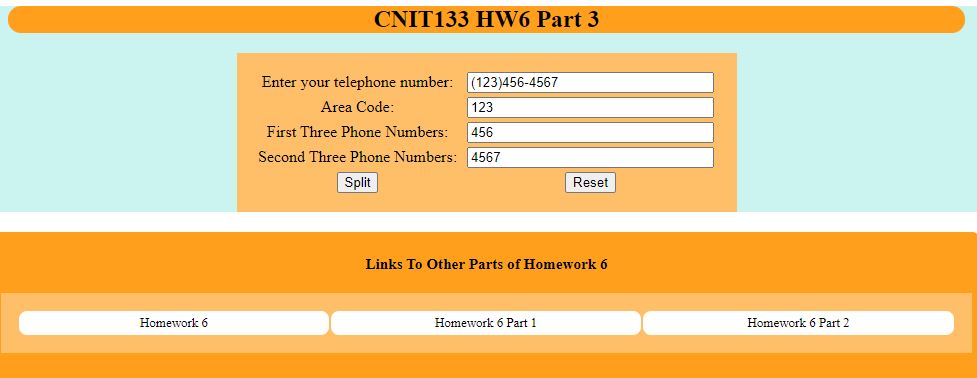 CNIT133 HW6 Part 3
Enter your telephone number: (123)456-4567
Area Code: 123
First Three Phone Numbers: 456
Second Three Phone Numbers: 4567
Split Reset
Links To Other Parts of Homework 6
Homework 6 Homework 6 Part 1 Homework 6 Part 2